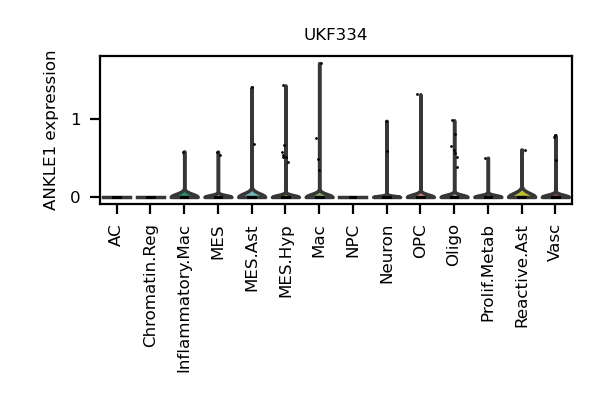 UKF334
ANKLE1 expression
1
0
AC
Chromatin.Reg
Inflammatory.Mac
MES
MES.Ast
MES.Hyp
Mac
NPC
Neuron
OPC
Oligo
Prolif.Metab
Reactive.Ast
Vasc